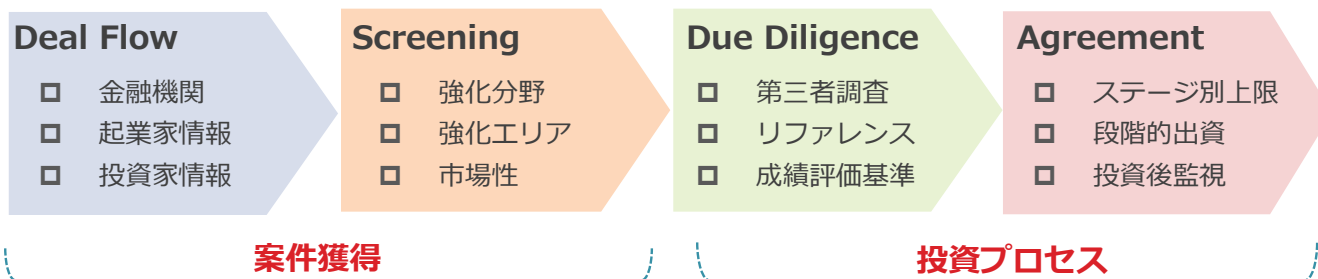 Deal Flow
金融機関
起業家情報
投資家情報
Screening
強化分野
強化エリア
市場性
Due Diligence
第三者調査
リファレンス
成績評価基準
Agreement
ステージ別上限
段階的出資
投資後監視
案件獲得
投資プロセス